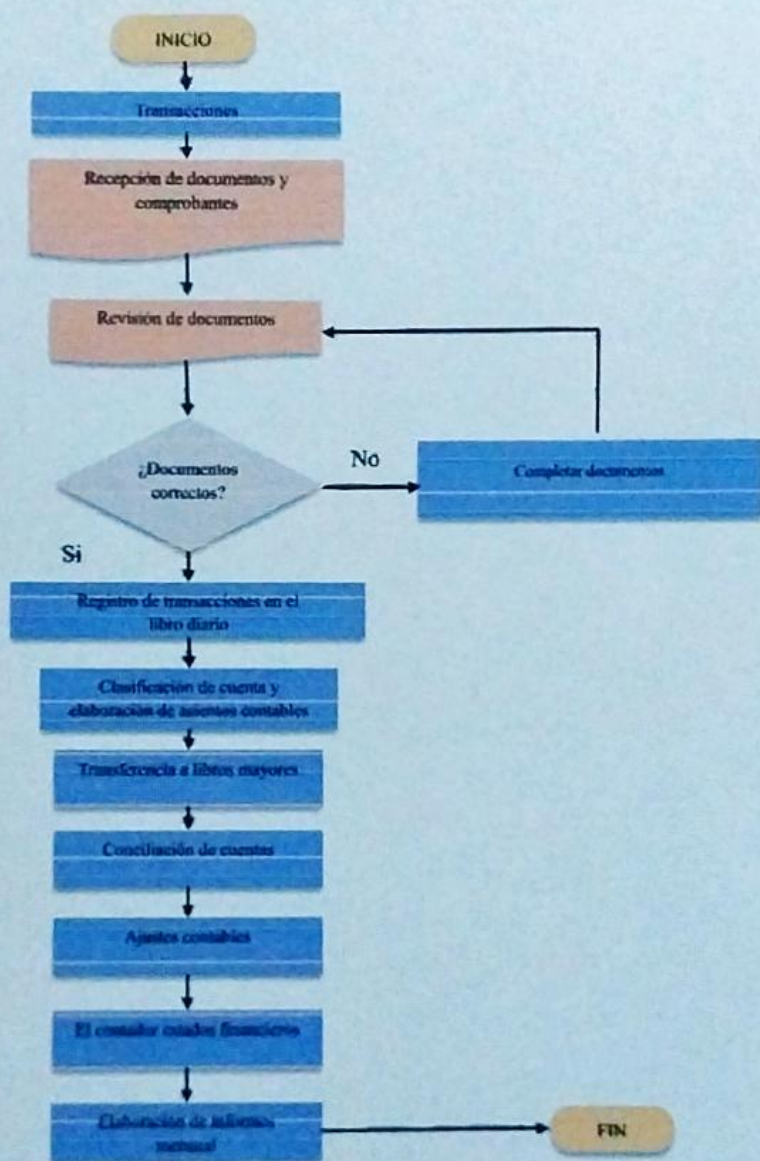 INICIO
Transacciones
Recepción de documentos y
comprobantes
Revisión de documentos
¿Documentos
correctos?
No
Completar documentos
Si
Registro de transacciones en el
libro diario
Clasificación de cuenta y
elaboración de asientos contables
Transferencia a libros mayores
Conciliación de cuentas
Ajustes contables
El contador estados financieros
Elaboración de informes
mensual
FIN